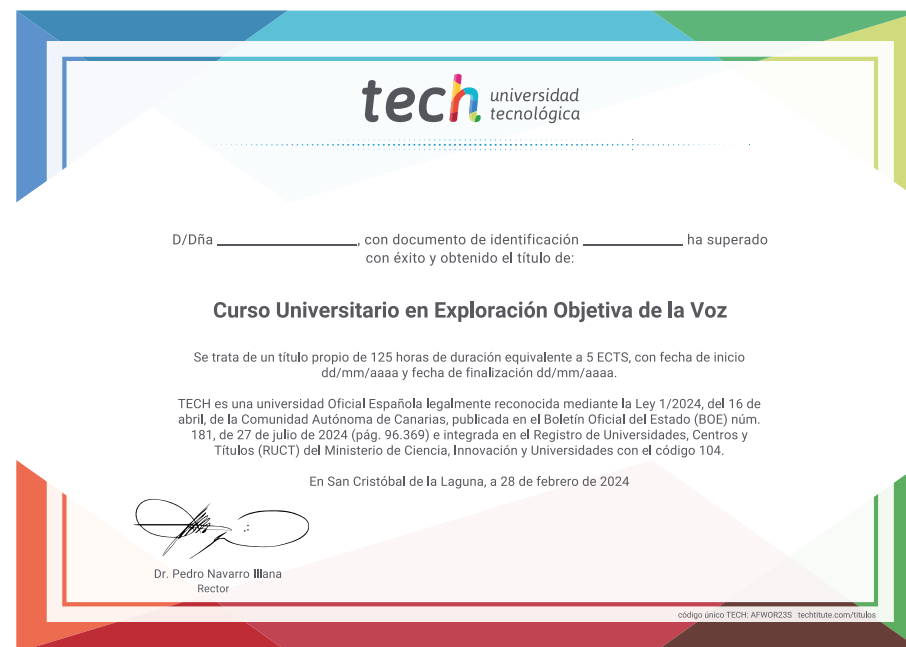 tech universidad
tecnológica
D/Dña ____________________, con documento de identificación ______________ ha superado
con éxito y obtenido el título de:
Curso Universitario en Exploración Objetiva de la Voz
Se trata de un título propio de 125 horas de duración equivalente a 5 ECTS, con fecha de inicio
dd/mm/aaaa y fecha de finalización dd/mm/aaaa.
TECH es una universidad Oficial Española legalmente reconocida mediante la Ley 1/2024, del 16 de
abril, de la Comunidad Autónoma de Canarias, publicada en el Boletín Oficial del Estado (BOE) núm.
181, de 27 de julio de 2024 (pág. 96.369) e integrada en el Registro de Universidades, Centros y
Títulos (RUCT) del Ministerio de Ciencia, Innovación y Universidades con el código 104.
En San Cristóbal de la Laguna, a 28 de febrero de 2024
Dr. Pedro Navarro Illana
Rector
código único TECH: AFWOR23S techtitute.com/titulos